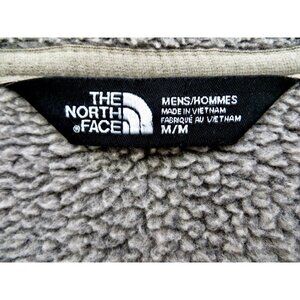 THE
NORTH
®FACE
MENS/HOMMES
MADE IN VIETNAM
FABRIQUÉ AU VIETNAM
M/M